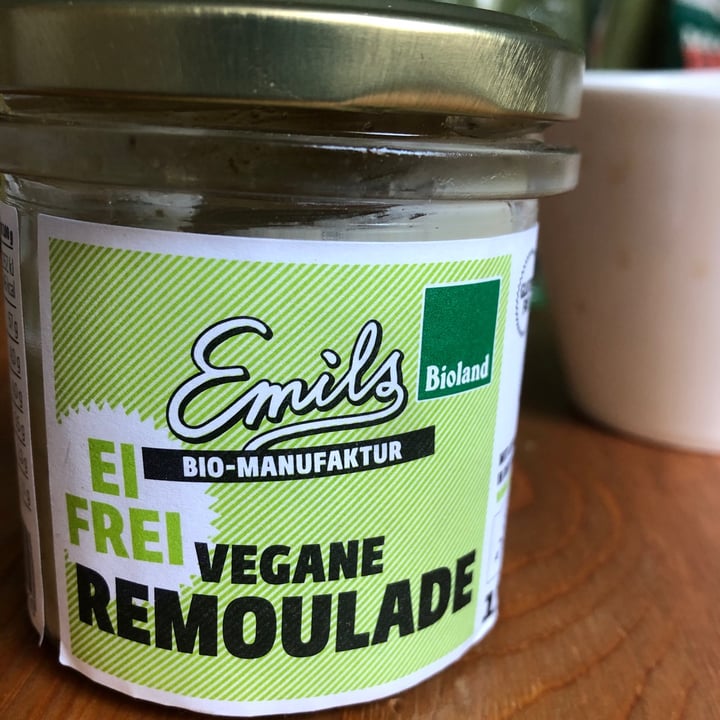 Emils
Bioland
BIO-MANUFAKTUR
EI
FREI
VEGANE
REMOULADE